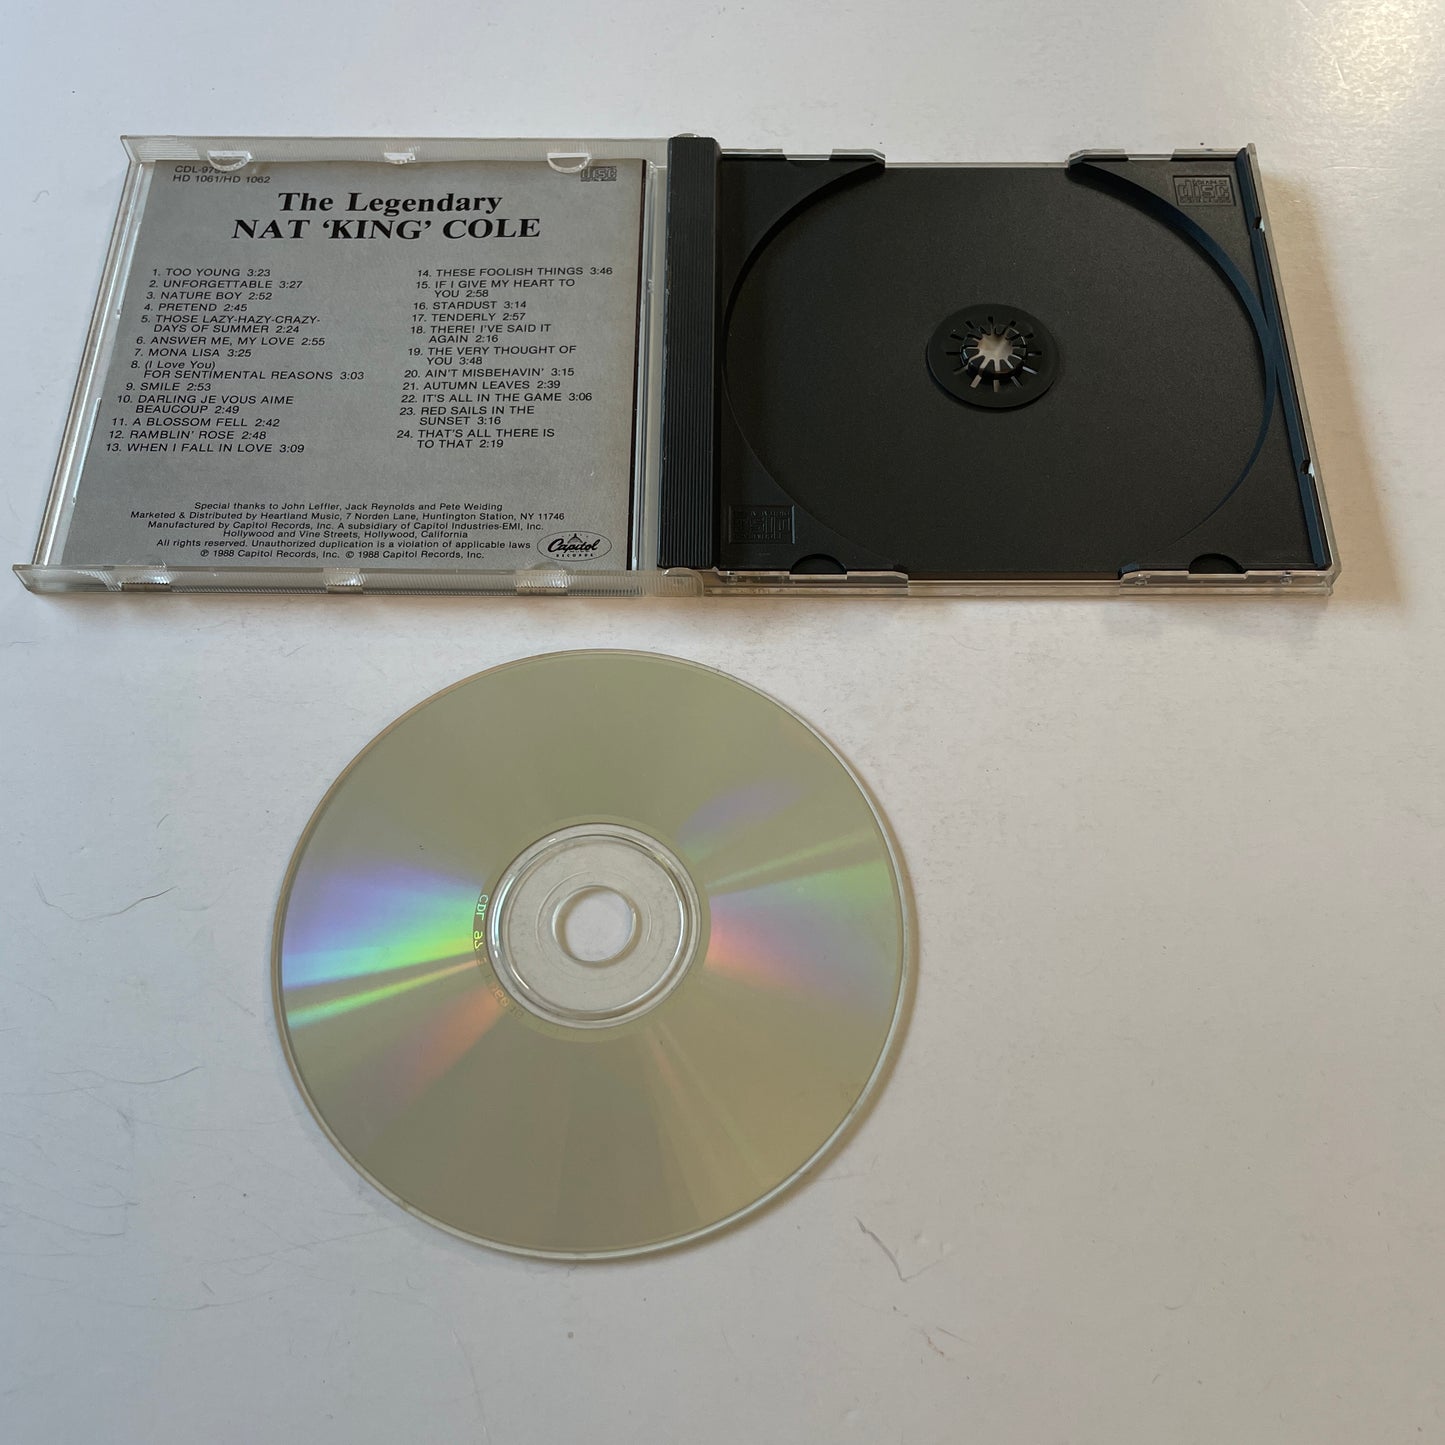 HD 1061/HD 1062
The Legendary
NAT ‘KING’ COLE
1. TOO YOUNG 3:23
2. UNFORGETTABLE 3:27
3. NATURE BOY 2:52
4. PRETEND 2:45
5. THOSE LAZY-HAZY-CRAZY-
DAYS OF SUMMER 2:24
6. ANSWER ME, MY LOVE 2:55
7. MONA LISA 3:25
8. (I Love You)
FOR SENTIMENTAL REASONS 3:03
9. SMILE 2:53
10. DARLING JE VOUS AIME
BEAUCOUP 2:49
11. A BLOSSOM FELL 2:42
12. RAMBLIN' ROSE 2:48
13. WHEN I FALL IN LOVE 3:09
14. THESE FOOLISH THINGS 3:46
15. IF I GIVE MY HEART TO
YOU 2:58
16. STARDUST 3:14
17. TENDERLY 2:57
18. THERE! I'VE SAID IT
AGAIN 2:16
19. THE VERY THOUGHT OF
YOU 3:48
20. AIN'T MISBEHAVIN' 3:15
21. AUTUMN LEAVES 2:39
22. IT'S ALL IN THE GAME 3:06
23. RED SAILS IN THE
SUNSET 3:16
24. THAT'S ALL THERE IS
TO THAT 2:19
Special thanks to John Leffler, Jack Reynolds and Pete Welding
Marketed & Distributed by Heartland Music, 7 Norden Lane, Huntington Station, NY 11746
Manufactured by Capitol Records, Inc. A subsidiary of Capitol Industries-EMI, Inc.
Hollywood and Vine Streets, Hollywood, California
All rights reserved. Unauthorized duplication is a violation of applicable laws
℗ 1988 Capitol Records, Inc. © 1988 Capitol Records, Inc.
Capitol
RECORDS
disc
CDL